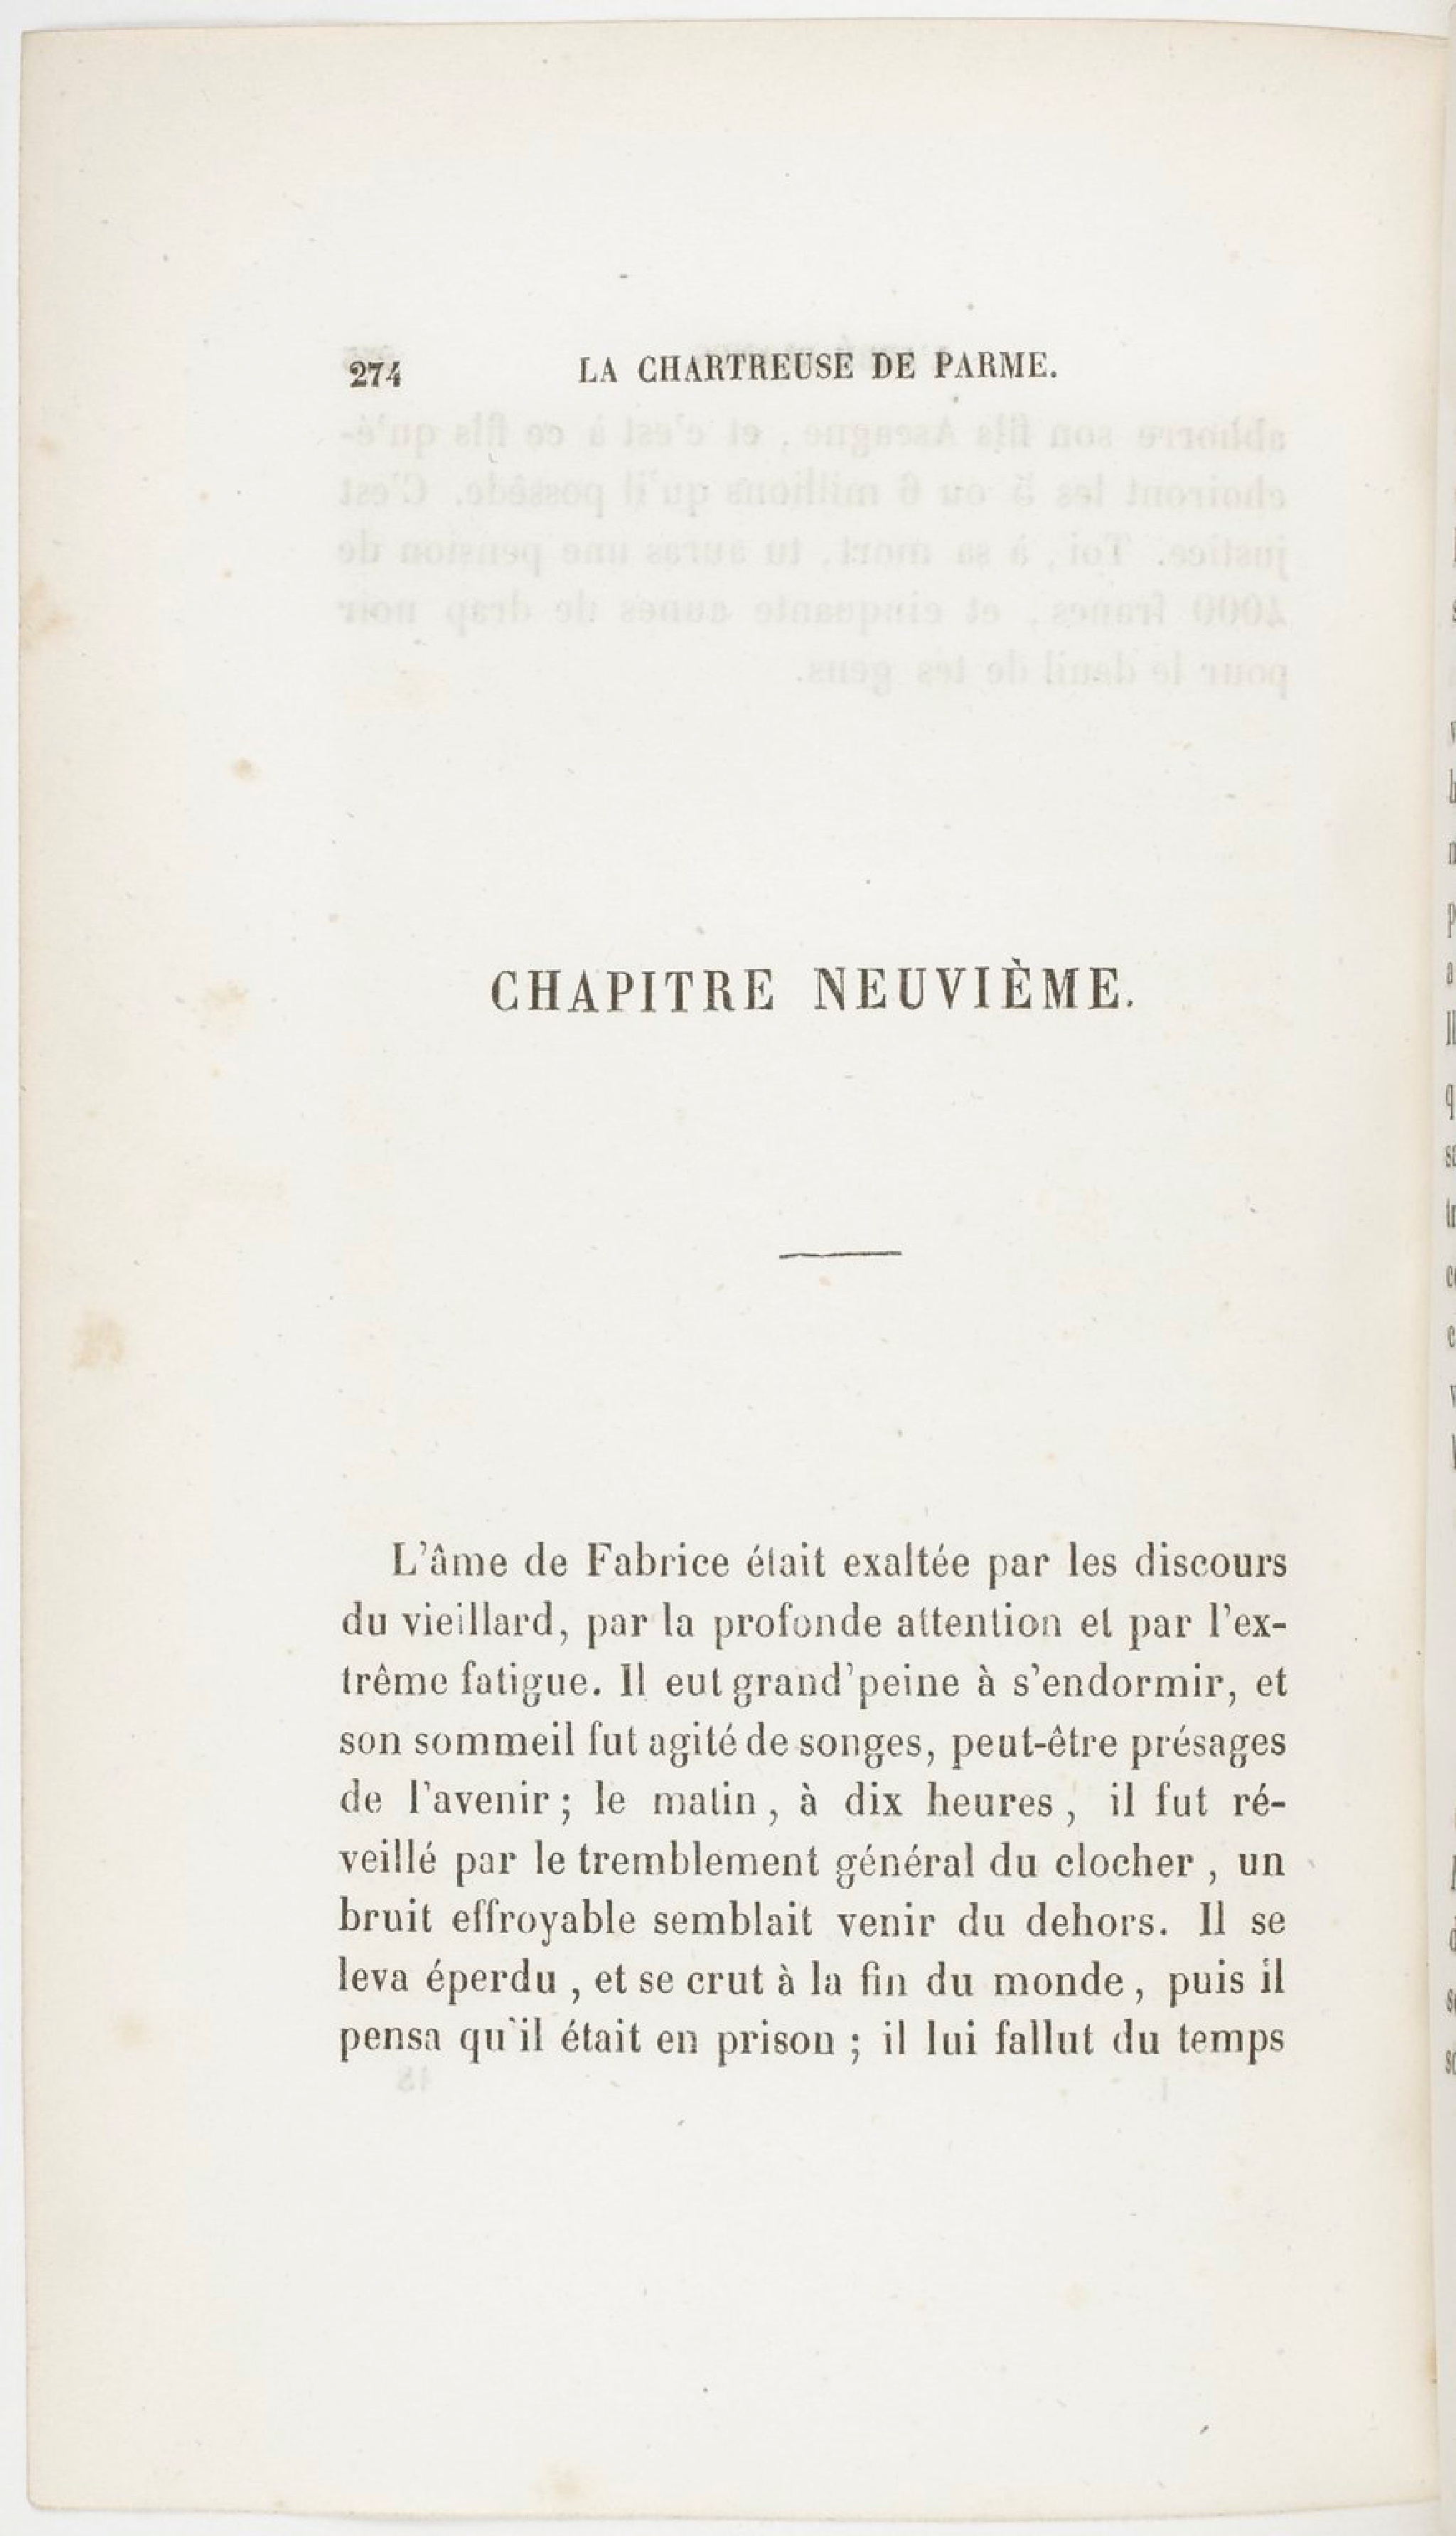 274 LA CHARTREUSE DE PARME.
CHAPITRE NEUVIÈME.
L'âme de Fabrice était exaltée par les discours
du vieillard, par la profonde attention et par l'ex-
trême fatigue. Il eut grand'peine à s'endormir, et
son sommeil fut agité de songes, peut-être présages
de l'avenir ; le matin , à dix heures , il fut ré-
veillé par le tremblement général du clocher , un
bruit effroyable semblait venir du dehors. Il se
leva éperdu , et se crut à la fin du monde , puis il
pensa qu'il était en prison ; il lui fallut du temps